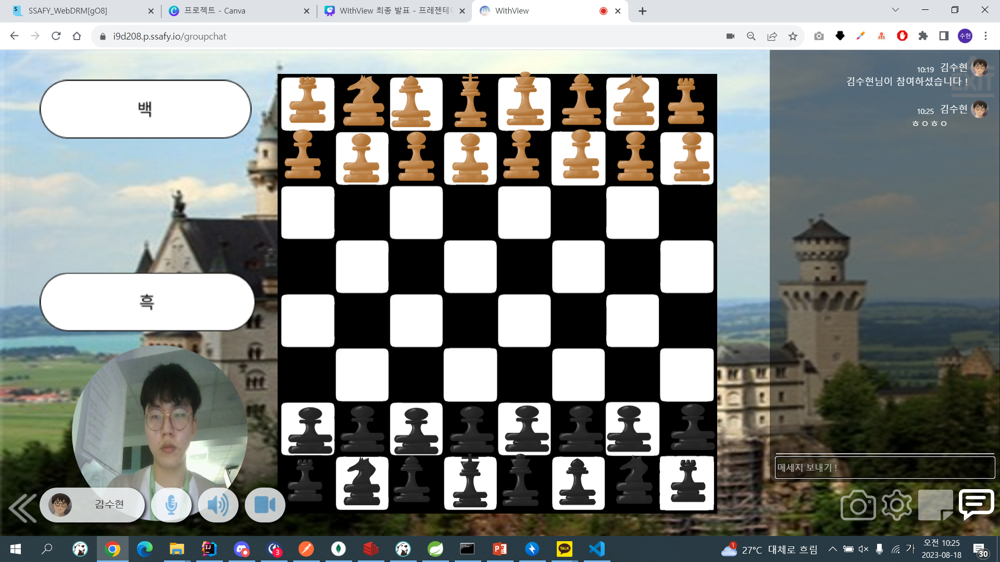 SSAFY_WebDRM[gO8]
프로젝트 - Canva
WithView 최종 발표 - 프레젠테이
WithView
i9d208.p.ssafy.io/groupchat
수현
백
흑
10:19 김수현
김수현님이 참여하셨습니다 !
10:25 김수현
ㅎㅇㅎㅇ
메세지 보내기 !
김수현
27°C 대체로 흐림
가
오전 10:25
2023-08-18
30